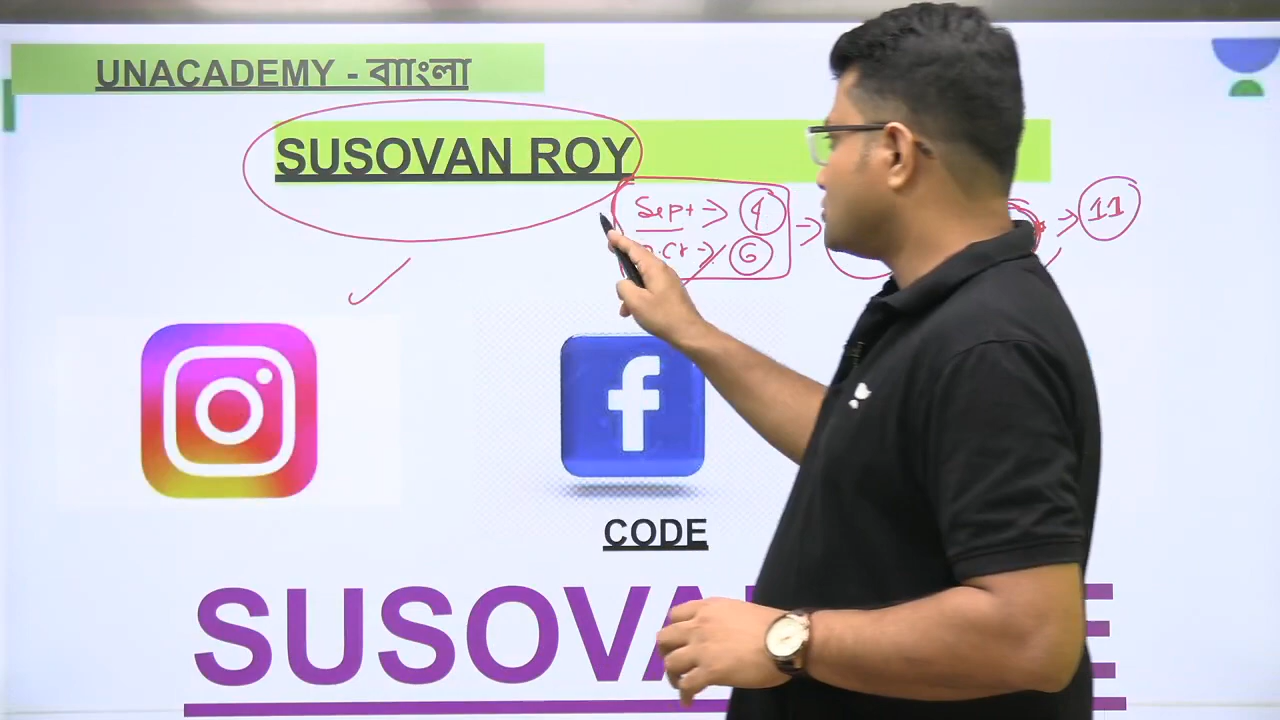 UNACADEMY - বাাাংলা
SUSOVAN ROY
Sept → 4 → → 11
→ 6
f
CODE
SUSOVA